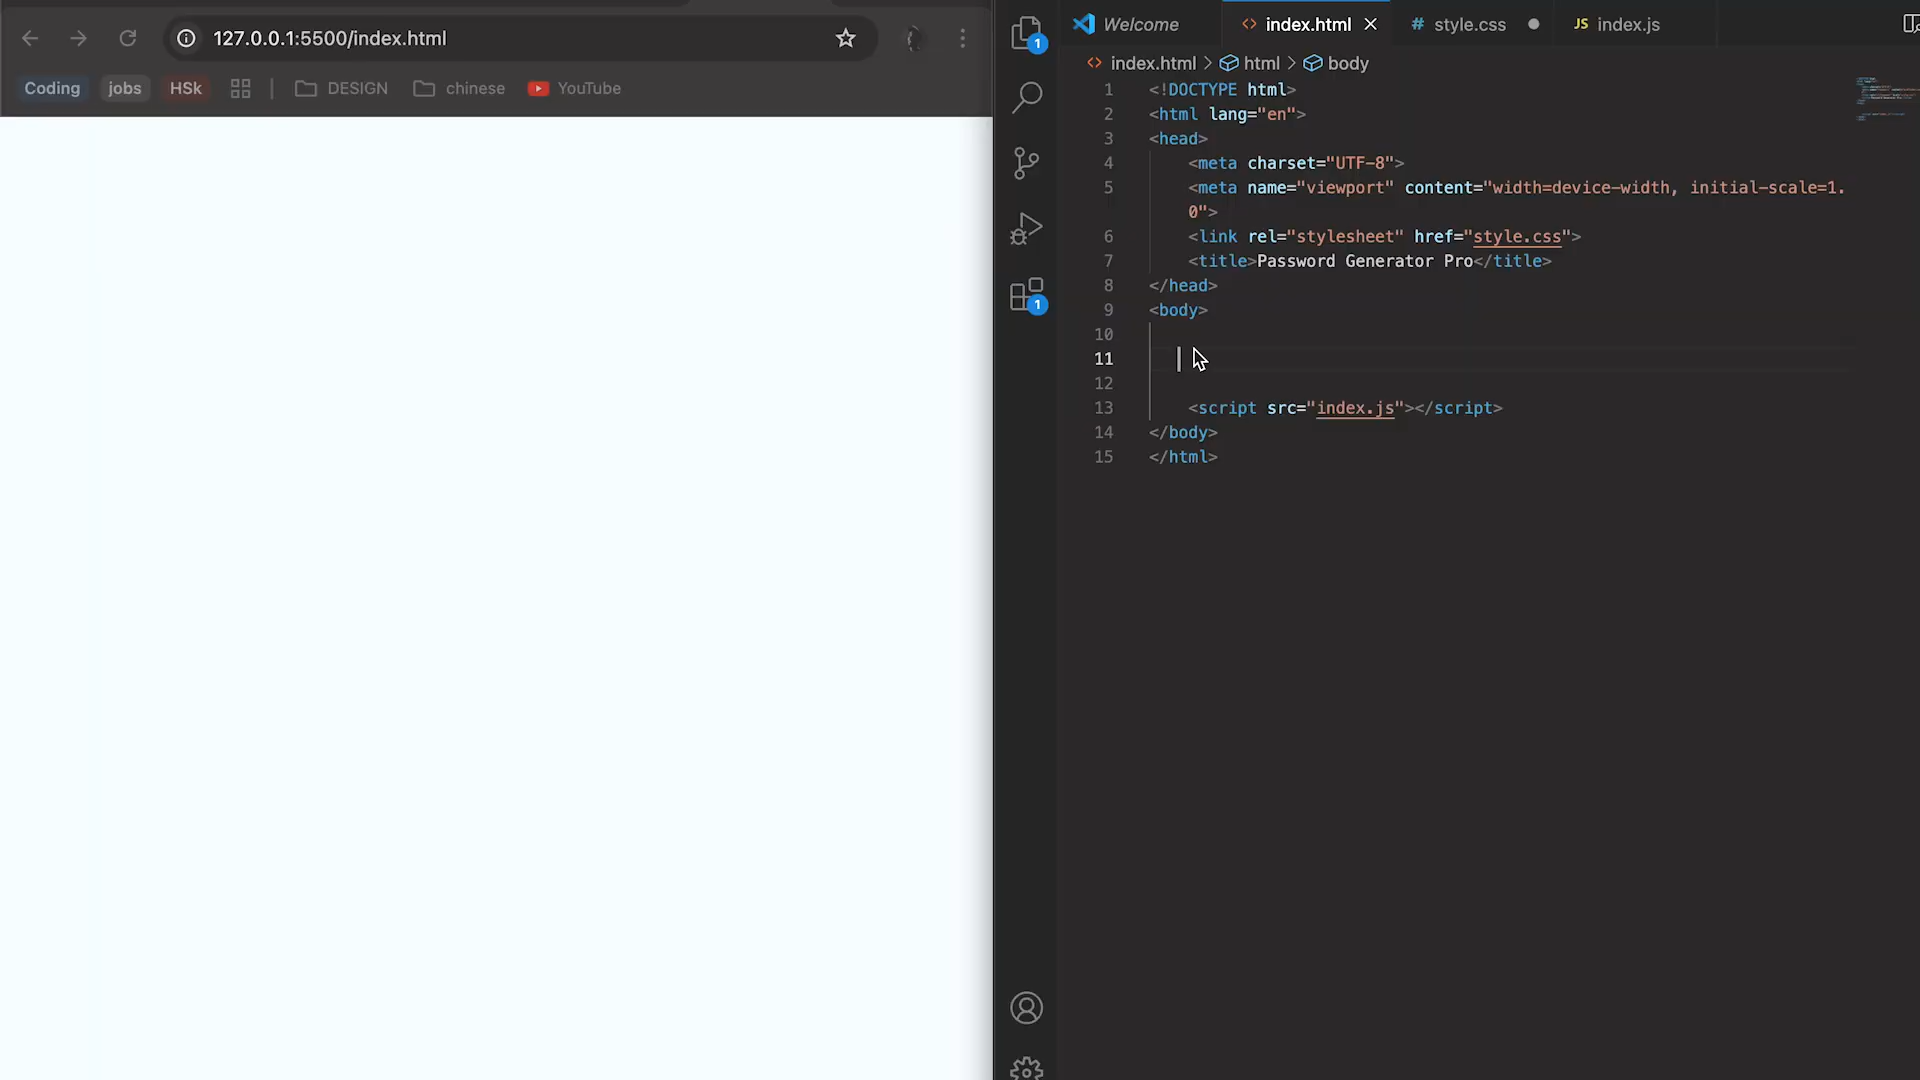 127.0.0.1:5500/index.html
Coding jobs HSk DESIGN chinese YouTube
1
1
Welcome index.html style.css JS index.js
index.html > html > body
1 <!DOCTYPE html>
2 <html lang="en">
3 <head>
4 <meta charset="UTF-8">
5 <meta name="viewport" content="width=device-width, initial-scale=1.
0">
6 <link rel="stylesheet" href="style.css">
7 <title>Password Generator Pro</title>
8 </head>
9 <body>
10
11
12
13 <script src="index.js"></script>
14 </body>
15 </html>